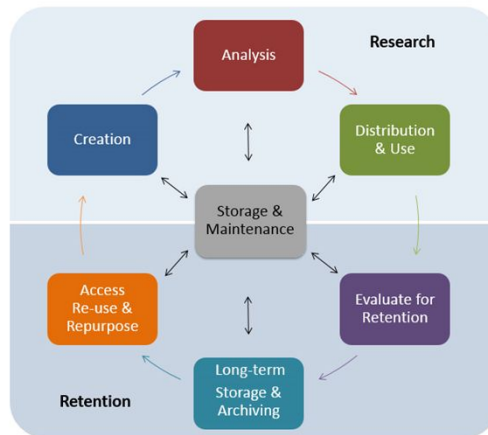 Research
Analysis
Creation
Distribution
& Use
Storage &
Maintenance
Access
Re-use &
Repurpose
Evaluate for
Retention
Long-term
Storage &
Archiving
Retention